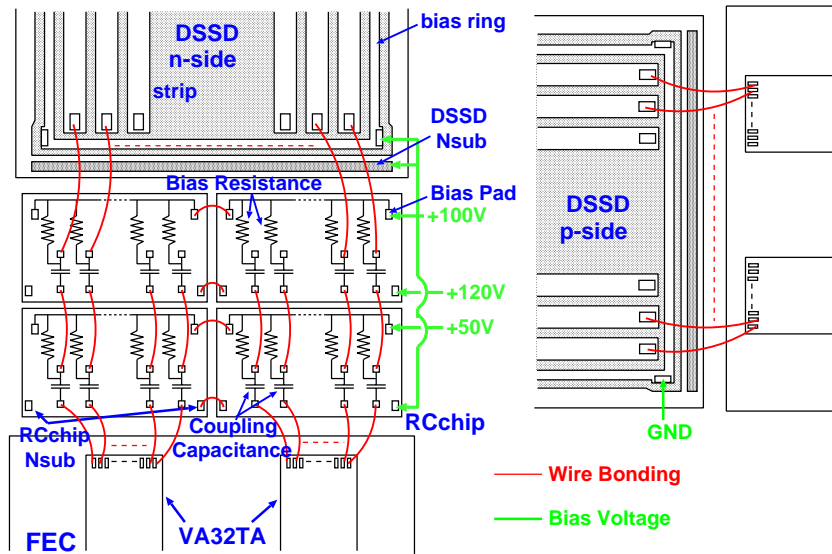 DSSD
n-side
strip
bias ring
DSSD
Nsub
Bias Resistance
Bias Pad
+100V
+120V
+50V
RCchip
Nsub
Coupling
Capacitance
RCchip
FEC
VA32TA
DSSD
p-side
GND
Wire Bonding
Bias Voltage